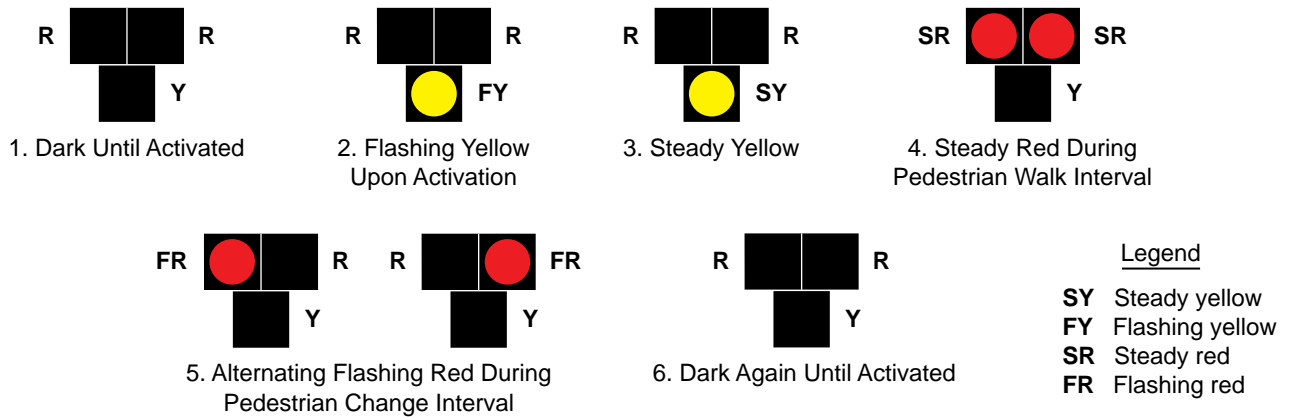 R R R R R R SR SR
Y FY SY Y
1. Dark Until Activated 2. Flashing Yellow 3. Steady Yellow 4. Steady Red During
Upon Activation Pedestrian Walk Interval
FR R R FR R R
Y Y Y
5. Alternating Flashing Red During 6. Dark Again Until Activated
Pedestrian Change Interval
Legend
SY Steady yellow
FY Flashing yellow
SR Steady red
FR Flashing red